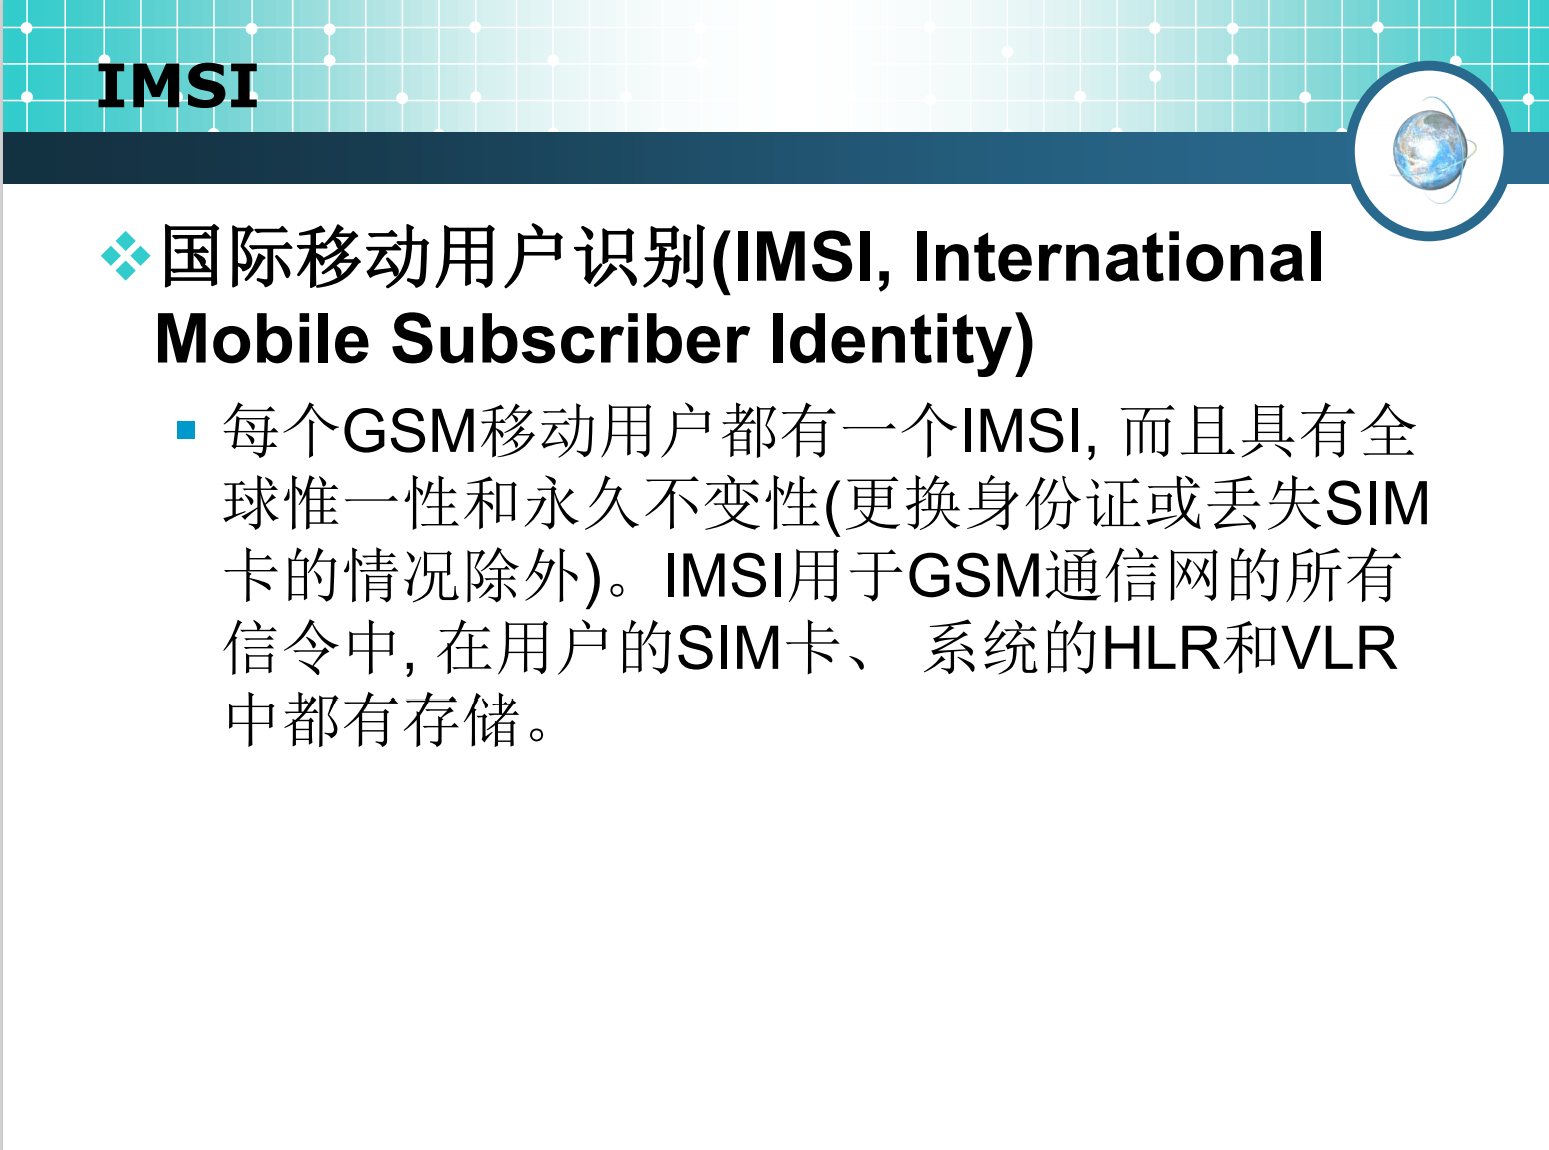 IMSI
国际移动用户识别(IMSI, International
Mobile Subscriber Identity)
每个GSM移动用户都有一个IMSI, 而且具有全
球惟一性和永久不变性(更换身份证或丢失SIM
卡的情况除外)。IMSI用于GSM通信网的所有
信令中, 在用户的SIM卡、 系统的HLR和VLR
中都有存储。